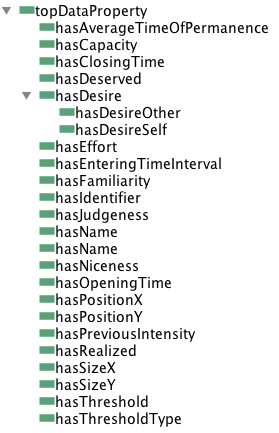 topDataProperty
hasAverageTimeOfPermanence
hasCapacity
hasClosingTime
hasDeserved
hasDesire
hasDesireOther
hasDesireSelf
hasEffort
hasEnteringTimeInterval
hasFamiliarity
hasIdentifier
hasJudgeness
hasName
hasName
hasNiceness
hasOpeningTime
hasPositionX
hasPositionY
hasPreviousIntensity
hasRealized
hasSizeX
hasSizeY
hasThreshold
hasThresholdType